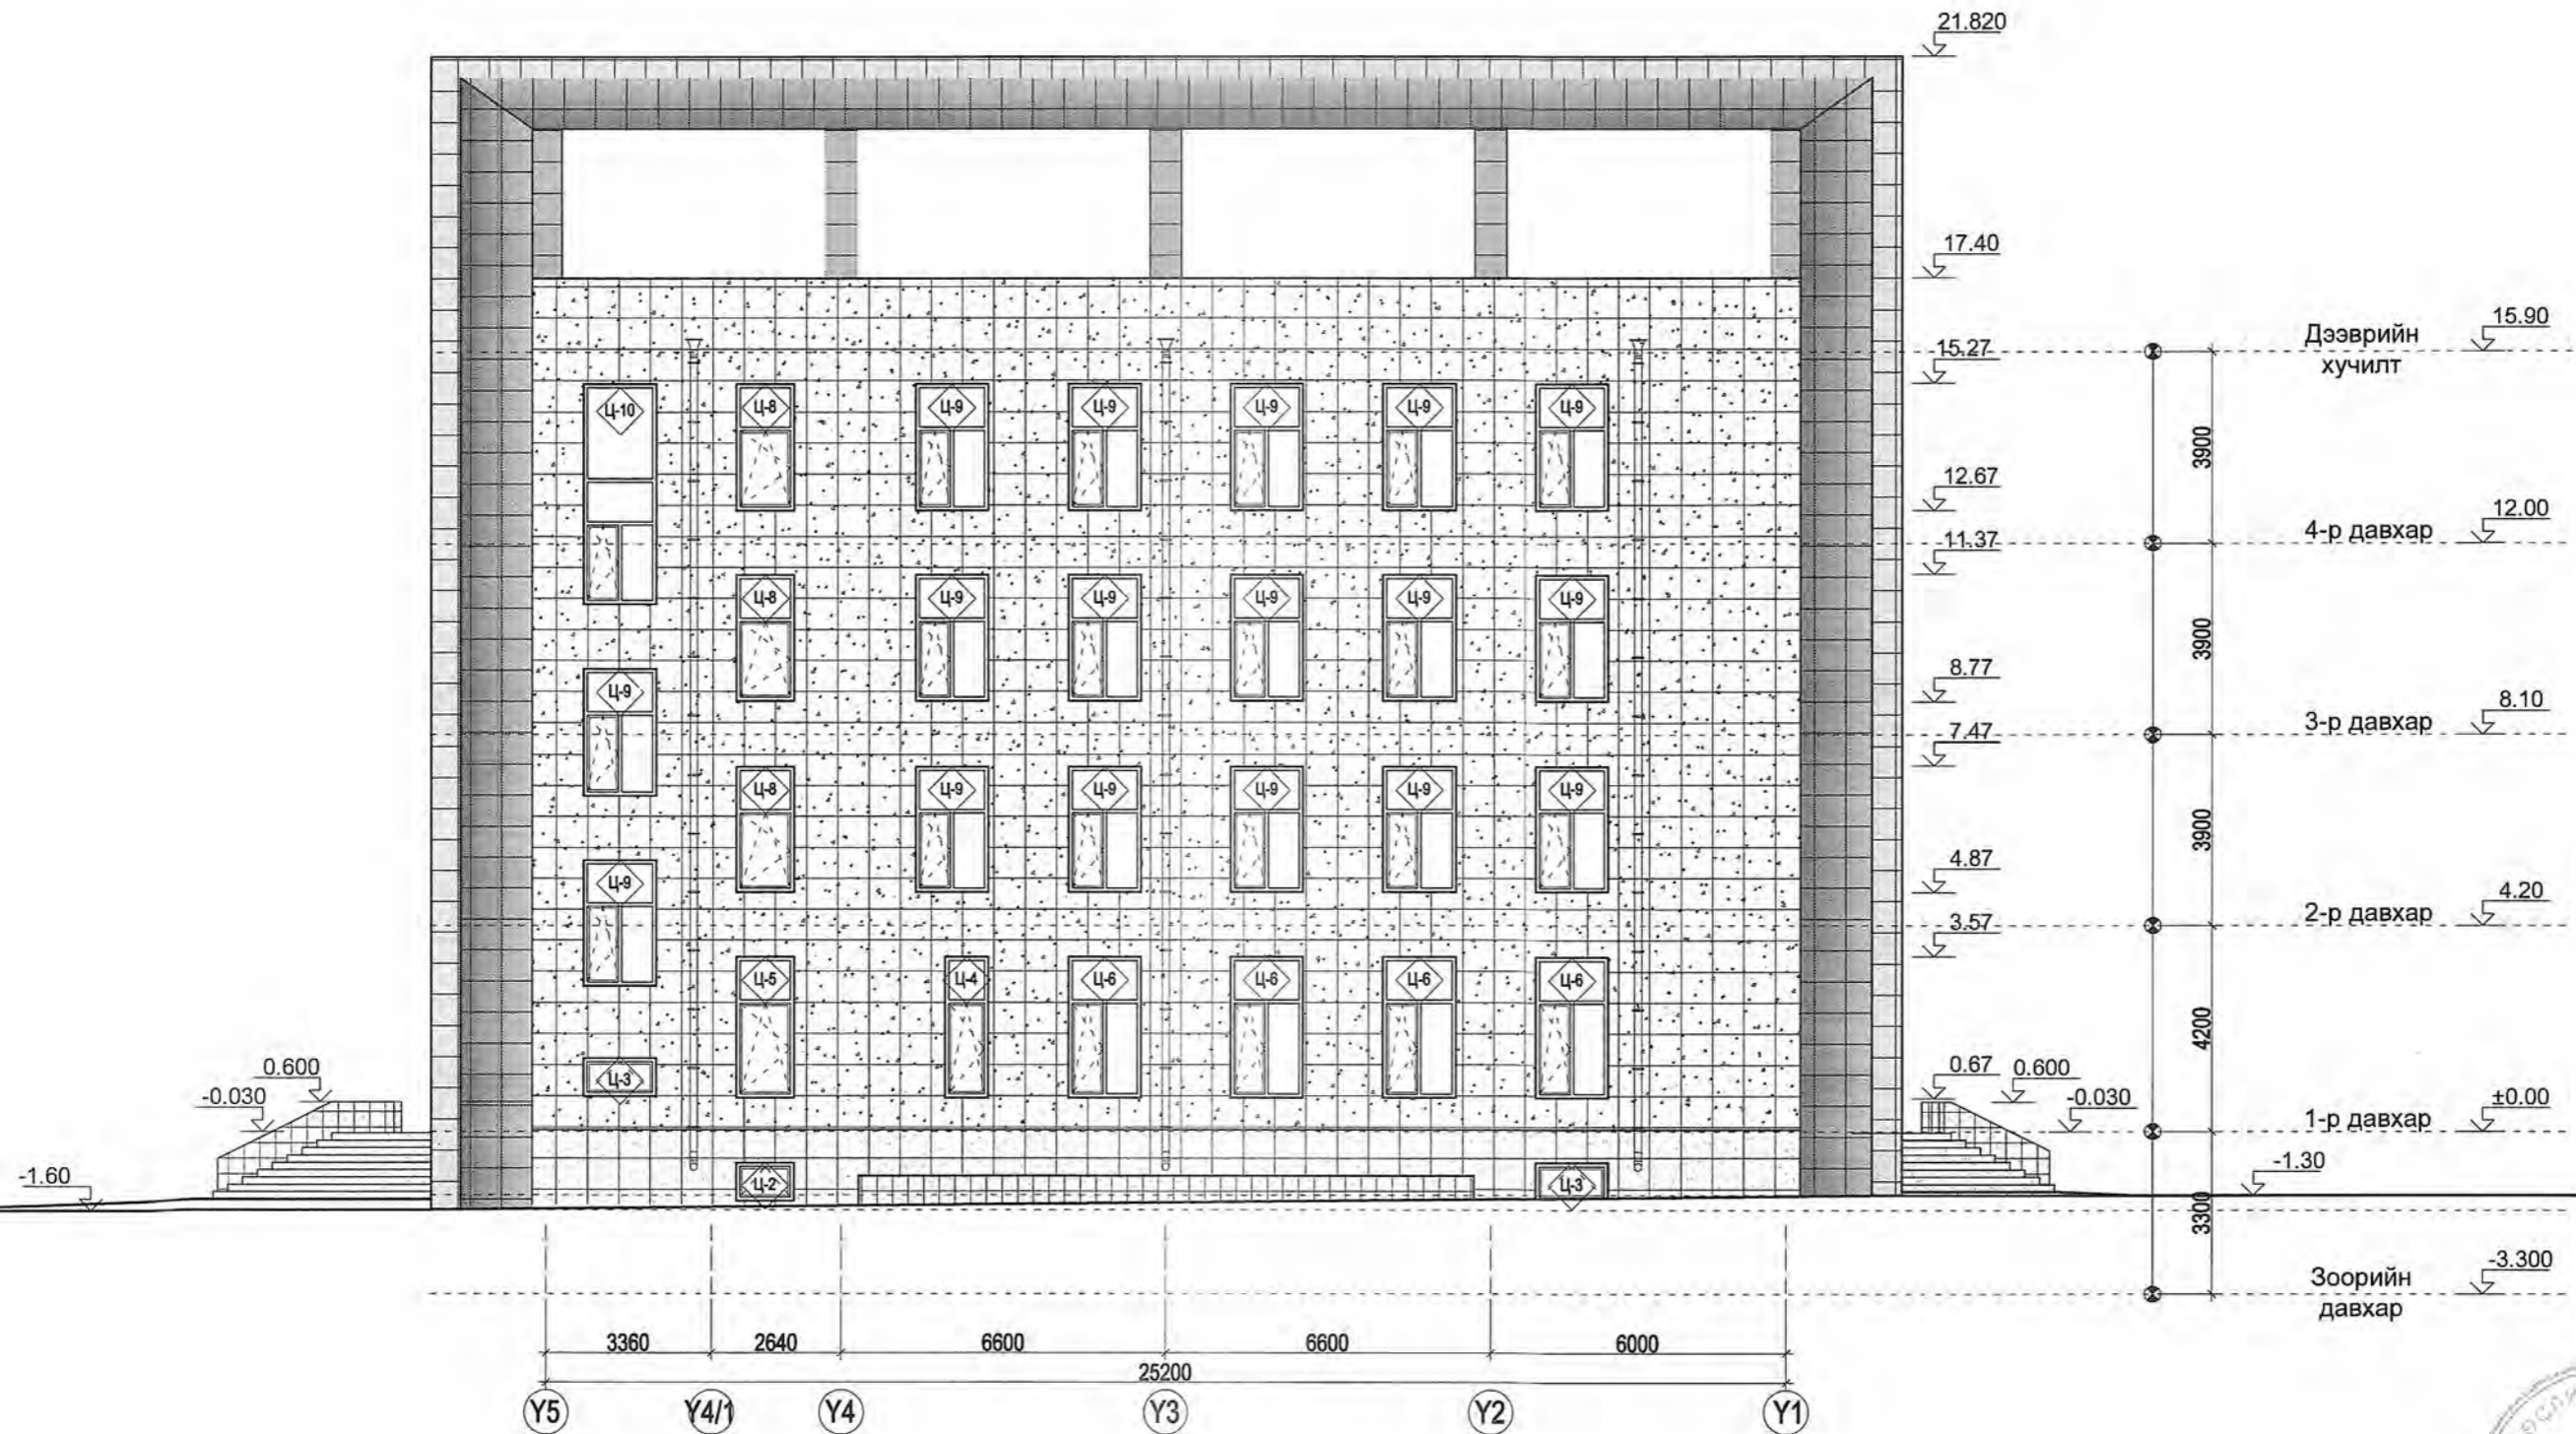 21.820
17.40
15.90
Дээврийн
хучилт
15.27
Ц-10
Ц-8
Ц-9
Ц-9
Ц-9
Ц-9
Ц-9
3900
12.67
12.00
4-р давхар
11.37
Ц-8
Ц-9
Ц-9
Ц-9
Ц-9
Ц-9
3900
8.77
Ц-9
8.10
3-р давхар
7.47
Ц-8
Ц-9
Ц-9
Ц-9
Ц-9
Ц-9
3900
4.87
Ц-9
4.20
2-р давхар
3.57
Ц-5
Ц-4
Ц-6
Ц-6
Ц-6
Ц-6
4200
0.600
-0.030
Ц-3
0.67
0.600
-0.030
±0.00
1-р давхар
-1.60
Ц-2
Ц-3
-1.30
3300
-3.300
Зоорийн
давхар
3360
2640
6600
6600
6000
25200
Y5
Y4/1
Y4
Y3
Y2
Y1